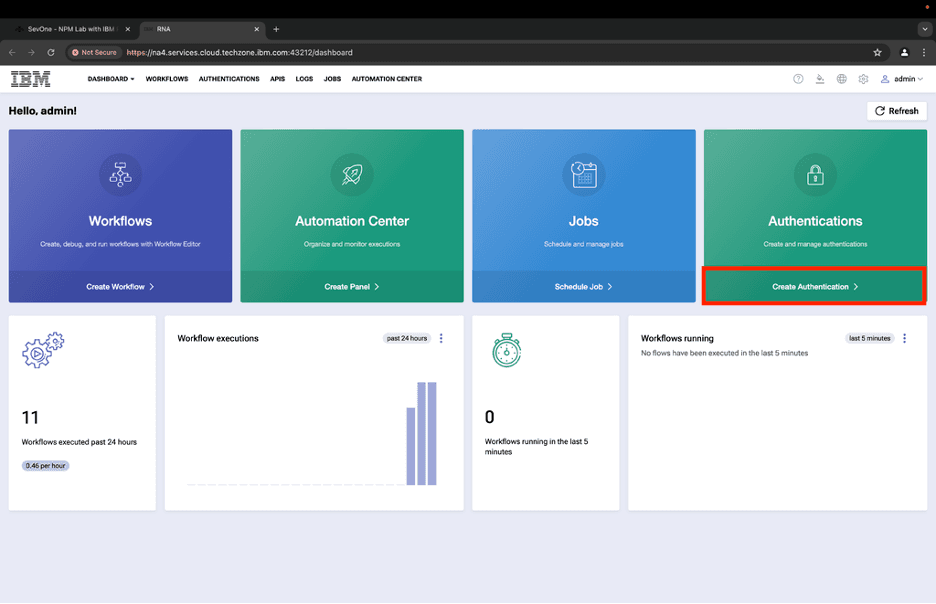 SevOne - NPM Lab with IBM
RNA
Not Secure
https://na4.services.cloud.techzone.ibm.com:43212/dashboard
IBM
DASHBOARD
WORKFLOWS
AUTHENTICATIONS
APIS
LOGS
JOBS
AUTOMATION CENTER
admin
Hello, admin!
Refresh
Workflows
Create, debug, and run workflows with Workflow Editor
Create Workflow
Automation Center
Organize and monitor executions
Create Panel
Jobs
Schedule and manage jobs
Schedule Job
Authentications
Create and manage authentications
Create Authentication
11
Workflows executed past 24 hours
0.46 per hour
Workflow executions
past 24 hours
0
Workflows running in the last 5
minutes
Workflows running
last 5 minutes
No flows have been executed in the last 5 minutes